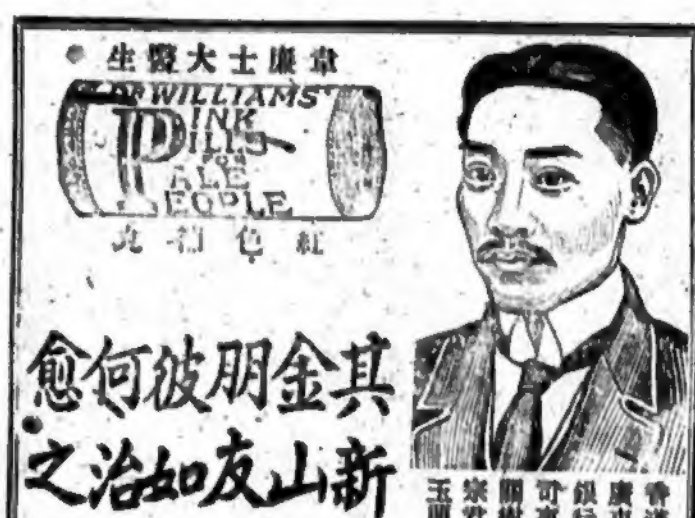 韋廉士大醫生
DR WILLIAMS'
PINK
PILLS
FOR
PALE
PEOPLE
紅色補丸
其新
金山
朋友
彼如
何治
愈之